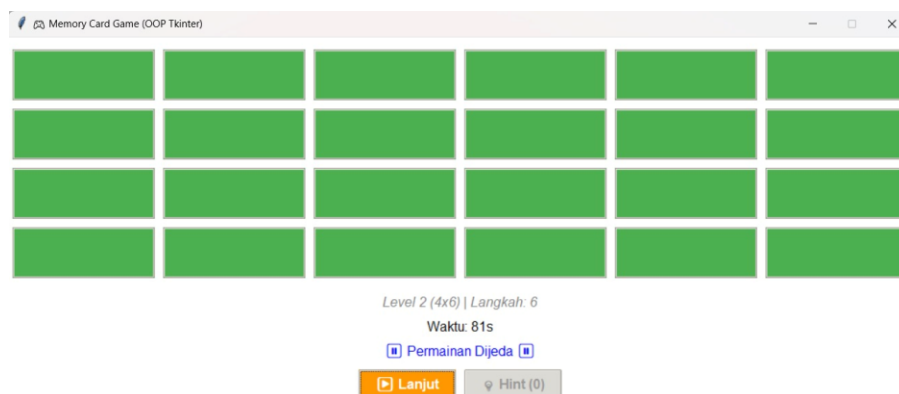 Memory Card Game (OOP Tkinter)
Level 2 (4x6) | Langkah: 6
Waktu: 81s
Permainan Dijeda
Lanjut
Hint (0)